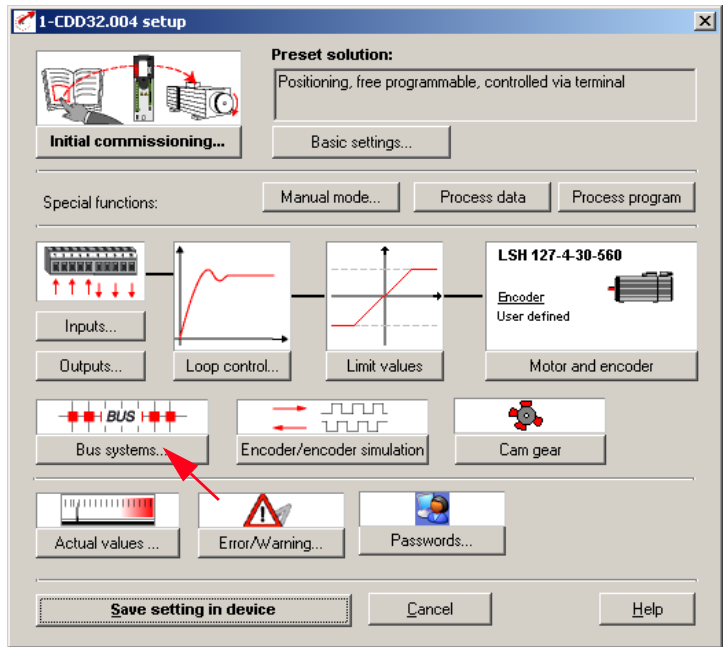 1-CDD32.004 setup
Preset solution:
Positioning, free programmable, controlled via terminal
Initial commissioning...
Basic settings...
Special functions:
Manual mode...
Process data
Process program
LSH 127-4-30-560
Encoder
User defined
Inputs...
Outputs...
Loop control...
Limit values
Motor and encoder
BUS
Bus systems...
Encoder/encoder simulation
Cam gear
Actual values ...
Error/Warning...
Passwords...
Save setting in device
Cancel
Help